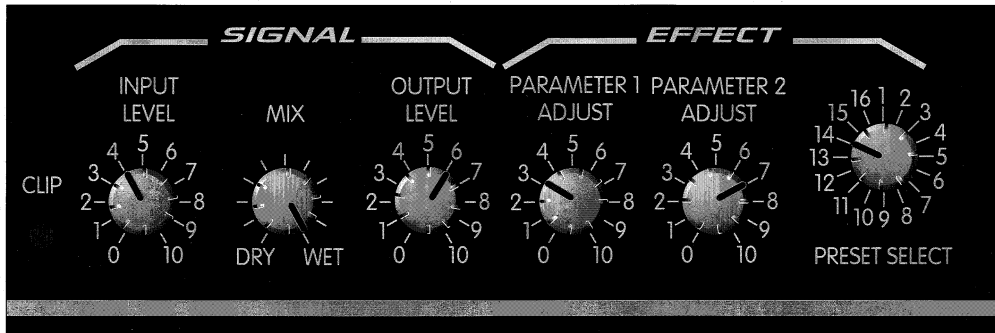 SIGNAL
EFFECT
INPUT
LEVEL
MIX
OUTPUT
LEVEL
PARAMETER 1
ADJUST
PARAMETER 2
ADJUST
CLIP
0 1 2 3 4 5 6 7 8 9 10
DRY WET
0 1 2 3 4 5 6 7 8 9 10
0 1 2 3 4 5 6 7 8 9 10
0 1 2 3 4 5 6 7 8 9 10
1 2 3 4 5 6 7 8 9 10 11 12 13 14 15 16
PRESET SELECT